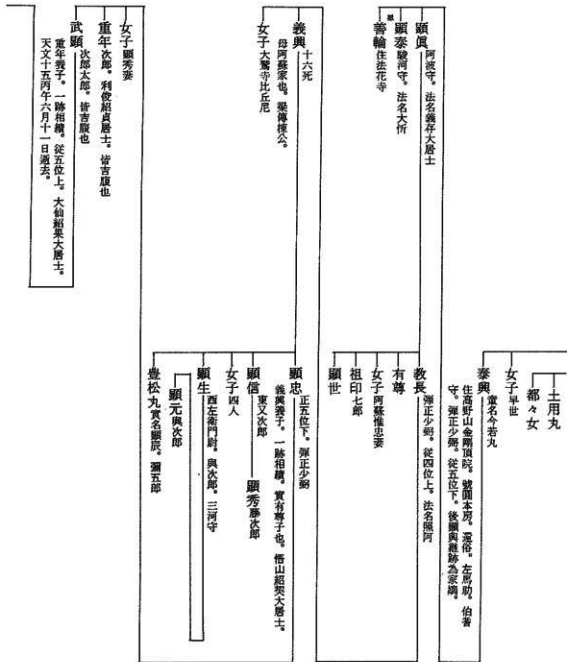 土用丸
都々女
女子 早世
泰興 童名今若丸
住高野山金剛頂院。號圓本房。還俗。左馬助。伯耆
守。彈正少弼。從五位下。後顯興繼跡為家嫡。
顯眞 阿波守。法名義存大居士
顯泰 駿河守。法名大忻
善輪 住法花寺
教長 彈正少弼。從四位上。法名照阿
有尊
女子 阿蘇惟忠妻
祖印 七郎
顯世
義興 十六死
母阿蘇家也。梁傳棟公。
女子 大鷲寺比丘尼
顯忠 正五位下。彈正少弼
義興養子。一跡相續。實有尊子也。悟山紹契大居士。
顯信 東又次郎
顯秀 藤次郎
女子 四人
顯生 西左衛門尉。與次郎。三河守
顯元 與次郎
豊松丸 實名顯辰。彌五郎
女子 顯秀妻
重年 次郎。利俊紹貞居士。皆吉腹也
武顯 次郎太郎。皆吉腹也
重年養子。一跡相續。從五位上。大仙紹果大居士。
天文十五丙午六月十一日逝去。